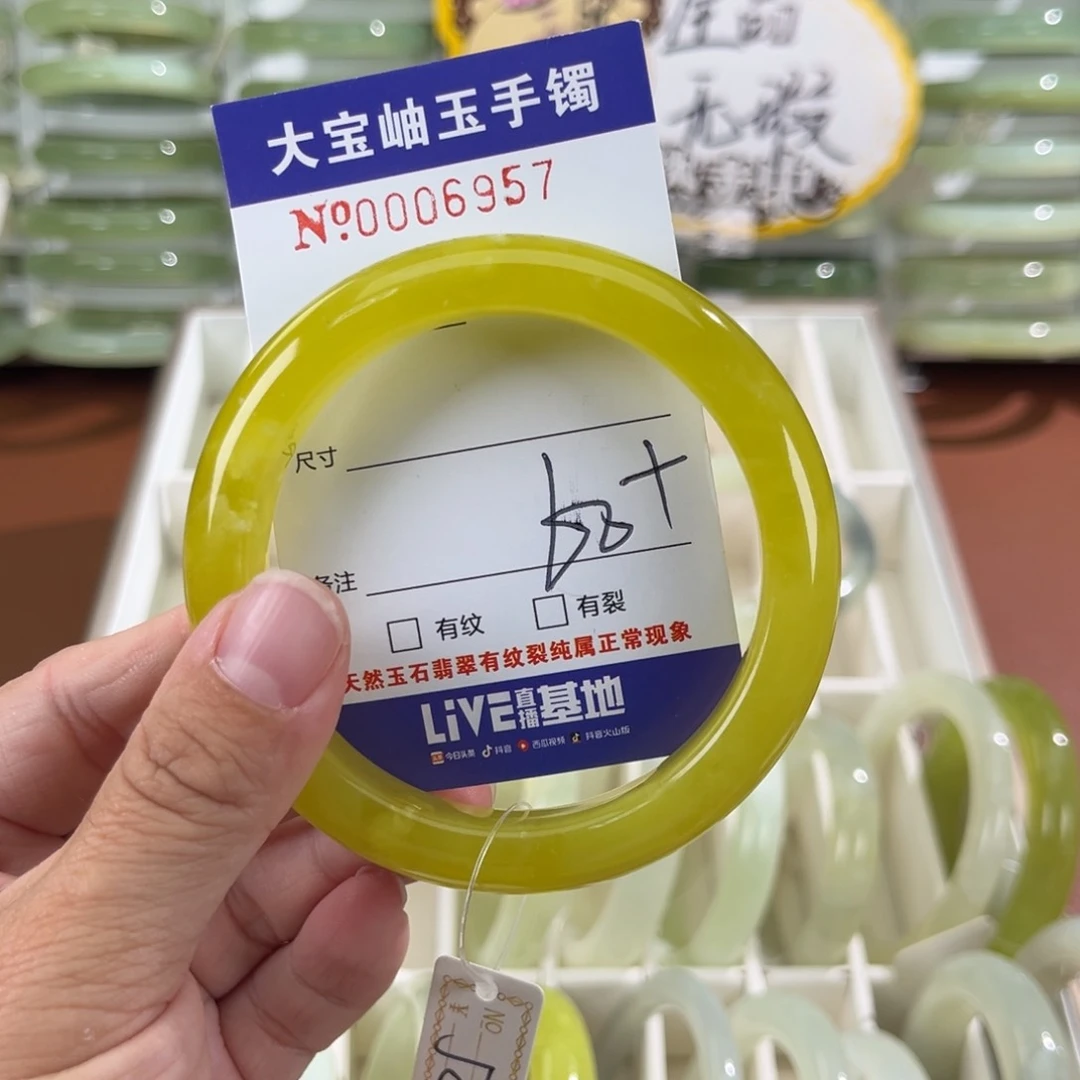 无
大宝岫玉手镯
№0006957
尺寸
58+
备注
有纹 有裂
天然玉石翡翠有纹裂纯属正常现象
LiVE直播基地
今日头条 抖音 西瓜视频 抖音火山版
NO